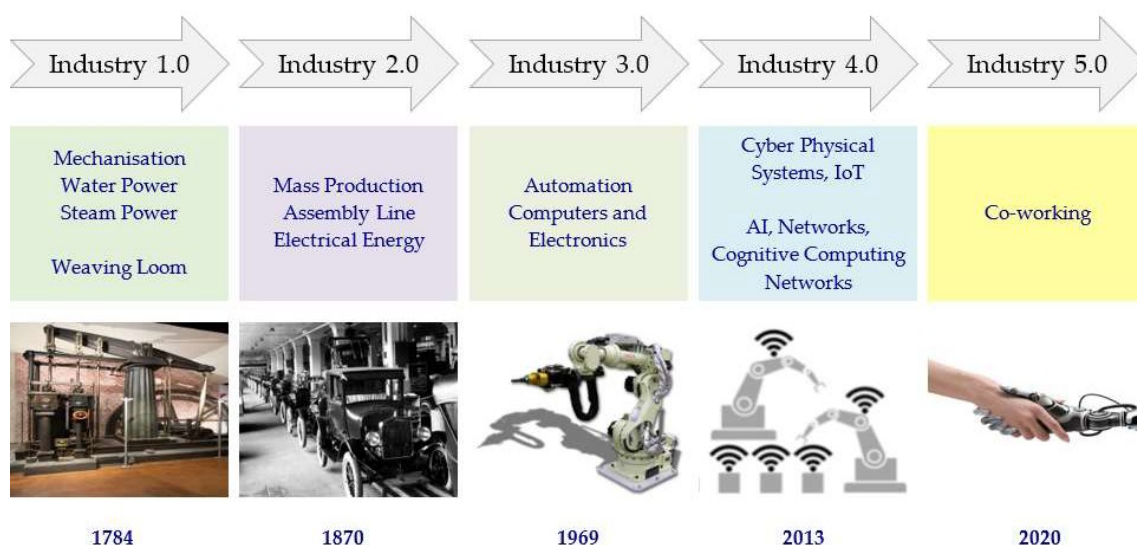 Industry 1.0
Industry 2.0
Industry 3.0
Industry 4.0
Industry 5.0
Mechanisation
Water Power
Steam Power
Weaving Loom
Mass Production
Assembly Line
Electrical Energy
Automation
Computers and
Electronics
Cyber Physical
Systems, IoT
AI, Networks,
Cognitive Computing
Networks
Co-working
1784
1870
1969
2013
2020